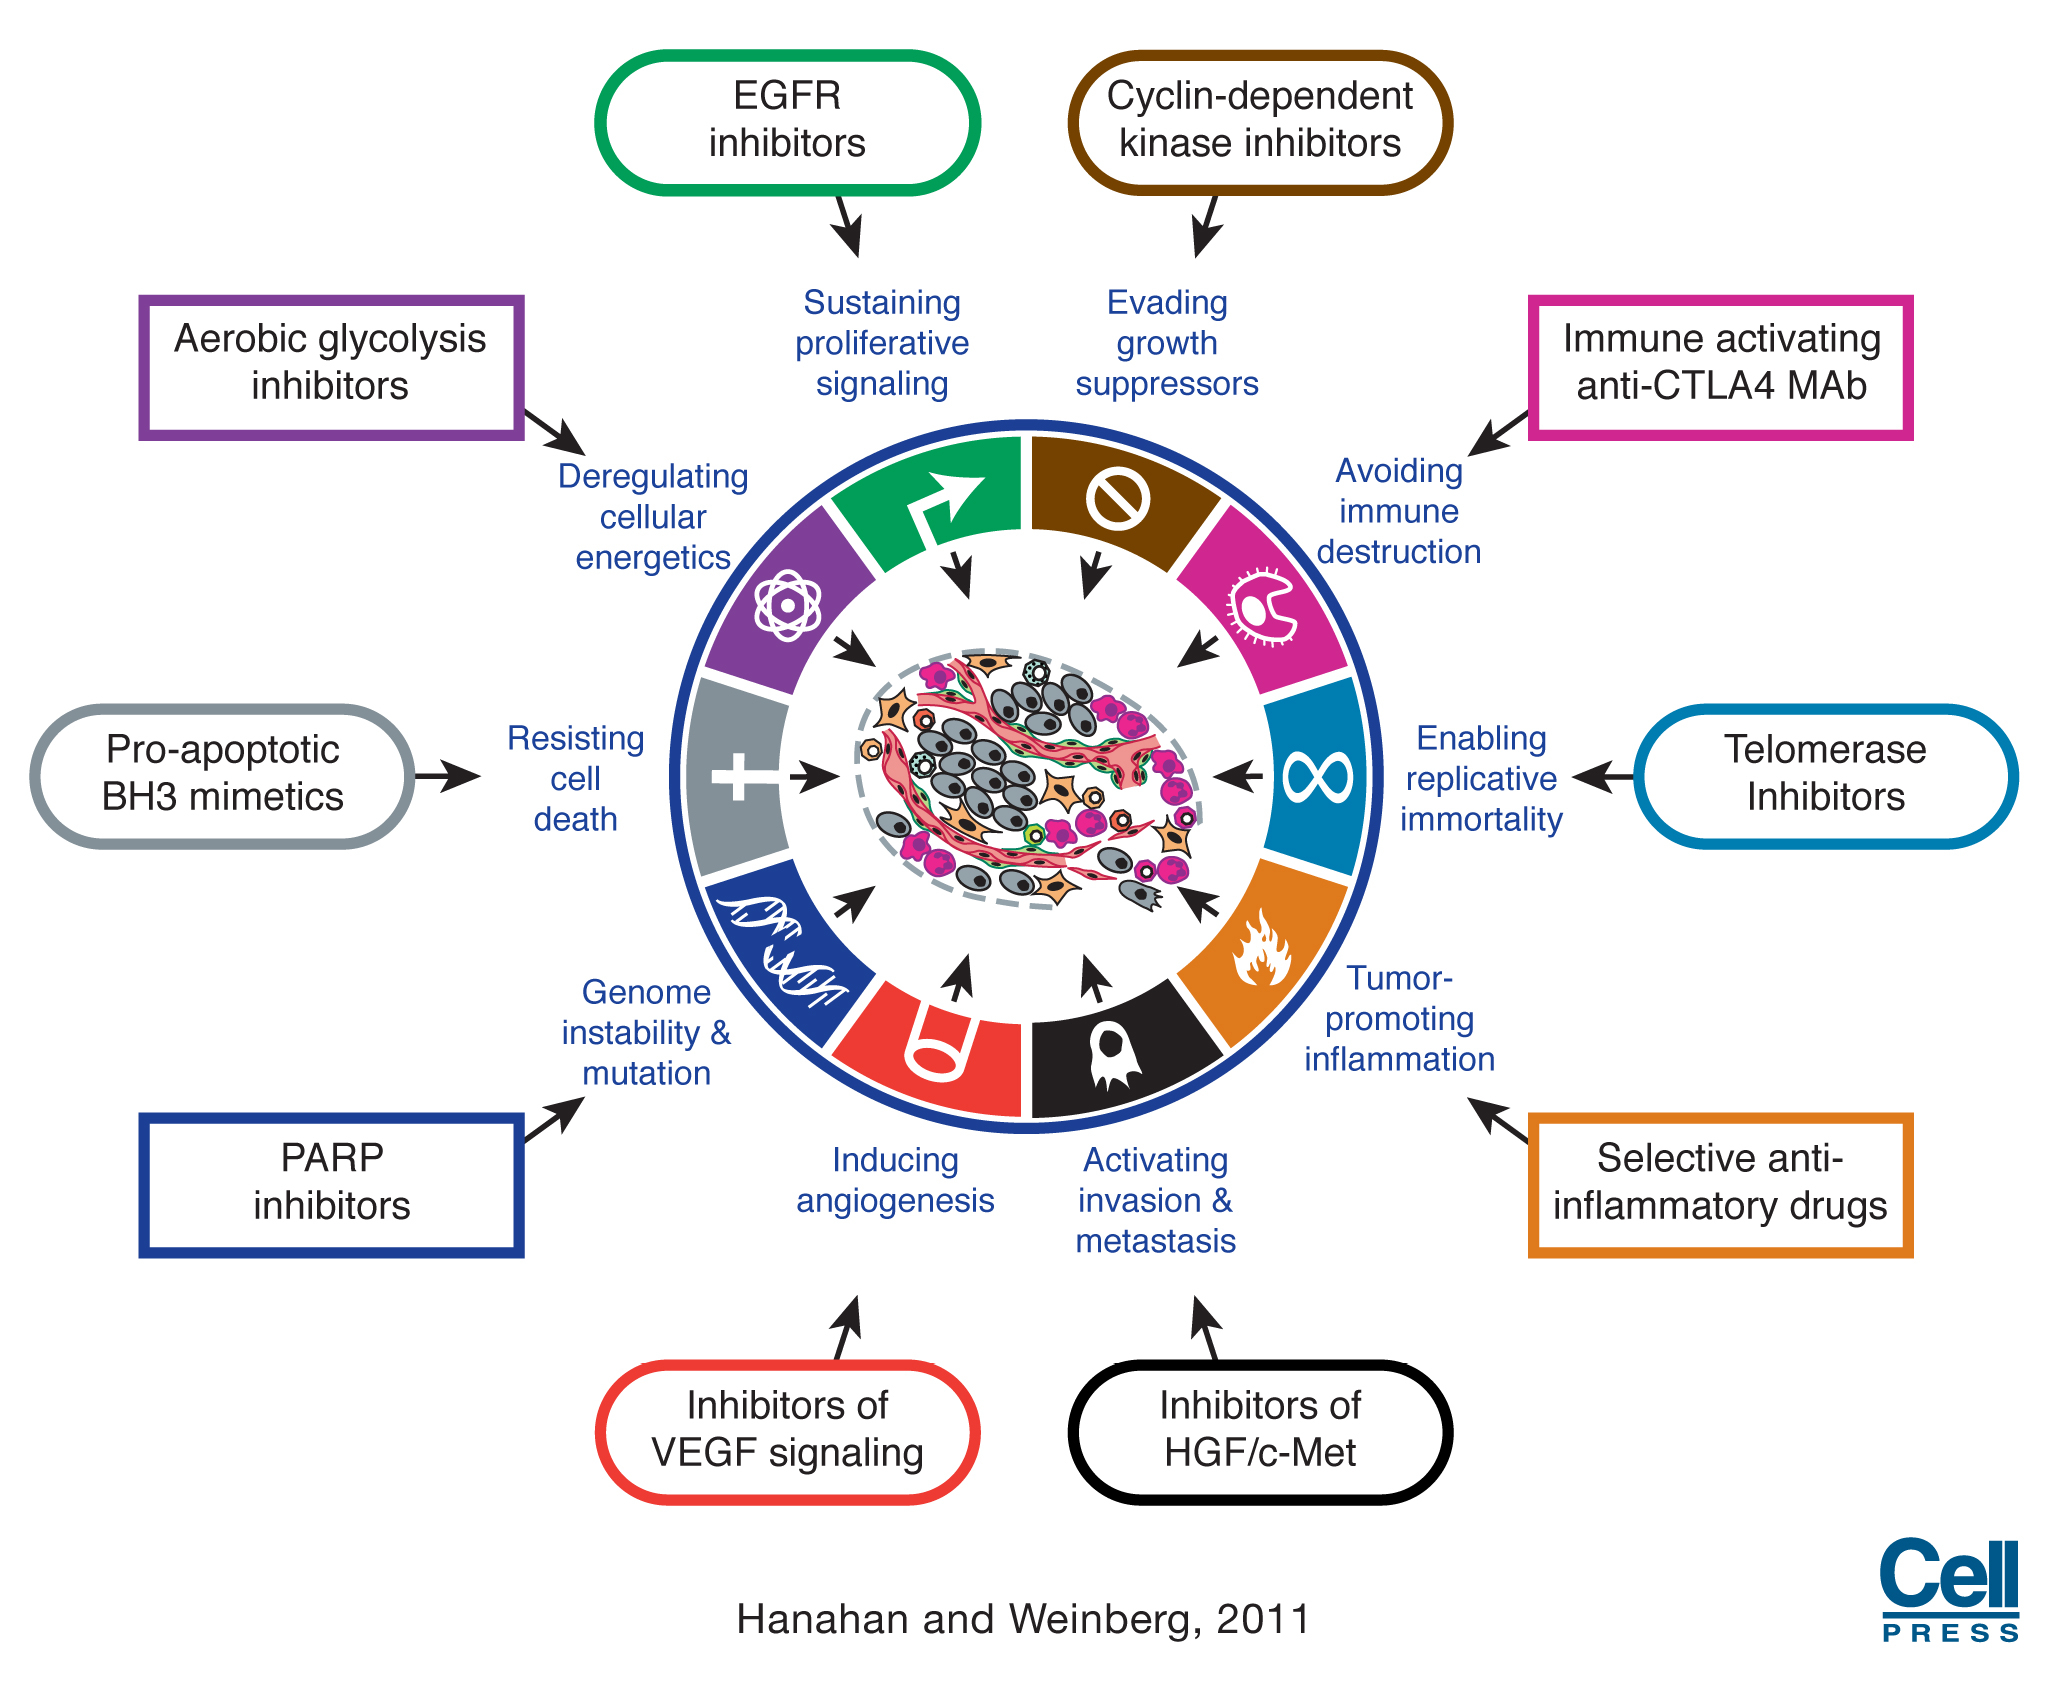 EGFR
inhibitors
Cyclin-dependent
kinase inhibitors
Sustaining
proliferative
signaling
Evading
growth
suppressors
Aerobic glycolysis
inhibitors
Immune activating
anti-CTLA4 MAb
Deregulating
cellular
energetics
Avoiding
immune
destruction
Pro-apoptotic
BH3 mimetics
Resisting
cell
death
Enabling
replicative
immortality
Telomerase
Inhibitors
Genome
instability &
mutation
Tumor-
promoting
inflammation
PARP
inhibitors
Inducing
angiogenesis
Activating
invasion &
metastasis
Selective anti-
inflammatory drugs
Inhibitors of
VEGF signaling
Inhibitors of
HGF/c-Met
Hanahan and Weinberg, 2011
Cell
PRESS